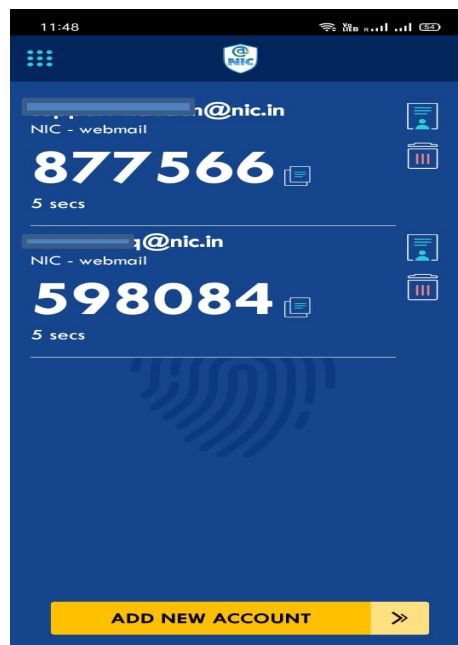 11:48
54
@
NIC
@nic.in
NIC - webmail
877566
5 secs
q@nic.in
NIC - webmail
598084
5 secs
ADD NEW ACCOUNT